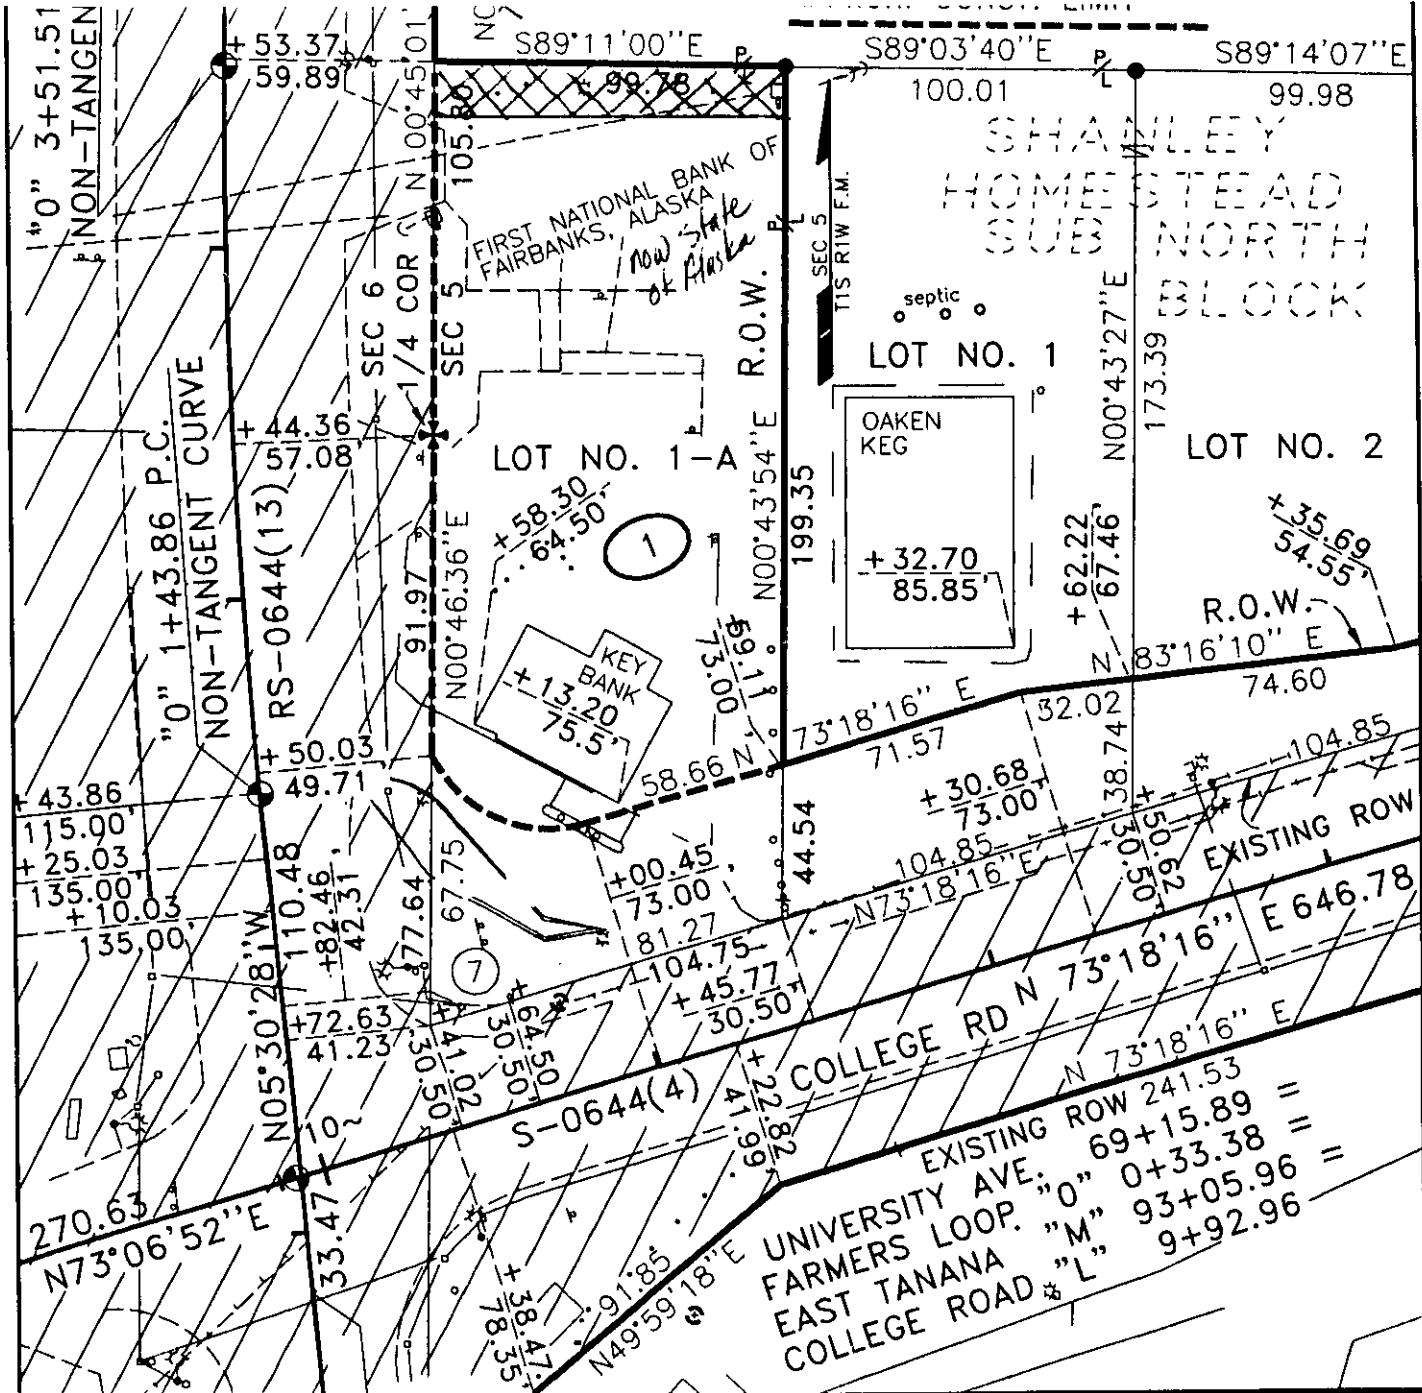 "0" 3+51.51
NON-TANGEN
+ 53.37
59.89
N 00°45'01
105.80
S89°11'00"E
99.78
S89°03'40"E
100.01
S89°14'07"E
99.98
P L
P L
SHANLEY
HOMESTEAD
SUB NORTH
BLOCK
FIRST NATIONAL BANK OF
FAIRBANKS, ALASKA
now state
of Alaska
SEC 5
T1S R1W F.M.
septic
LOT NO. 1
OAKEN
KEG
+ 32.70
85.85'
N00°43'27"E
173.39
LOT NO. 2
SEC 6
1/4 COR
SEC 5
+ 44.36
57.08'
LOT NO. 1-A
1
+58.30
64.50'
R.O.W.
N00°43'54"E
199.35
P L
"0" 1+43.86 P.C.
NON-TANGENT CURVE
RS-0644(13)
91.97
N00°46.36"E
KEY
BANK
+ 13.20
75.5'
+69.11
73.00'
+62.22
67.46'
+35.69
54.55'
R.O.W.
N 83°16'10" E
32.02
74.60
N 73°18'16" E
71.57
58.66
+ 50.03
49.71
+ 43.86
115.00'
+ 25.03
135.00'
+ 10.03
135.00'
110.48
N05°30'28"W
+82.46
42.31'
77.64
67.75
7
44.54
+00.45
73.00'
81.27
104.75
+ 45.77
30.50'
+30.68
73.00'
38.74
+50.62
30.50'
104.85
104.85
N73°18'16"E
EXISTING ROW
+72.63
41.23'
+41.02
30.50'
+64.50
30.50'
S-0644(4)
COLLEGE RD
N 73°18'16" E 646.78
+22.82
41.99'
N 73°18'16" E
EXISTING ROW 241.53
10~
270.63
N73°06'52"E
33.47
+38.47
78.35'
91.85
N49°59'18"E
UNIVERSITY AVE. 69+15.89 =
FARMERS LOOP. "0" 0+33.38 =
EAST TANANA "M" 93+05.96 =
COLLEGE ROAD "L" 9+92.96